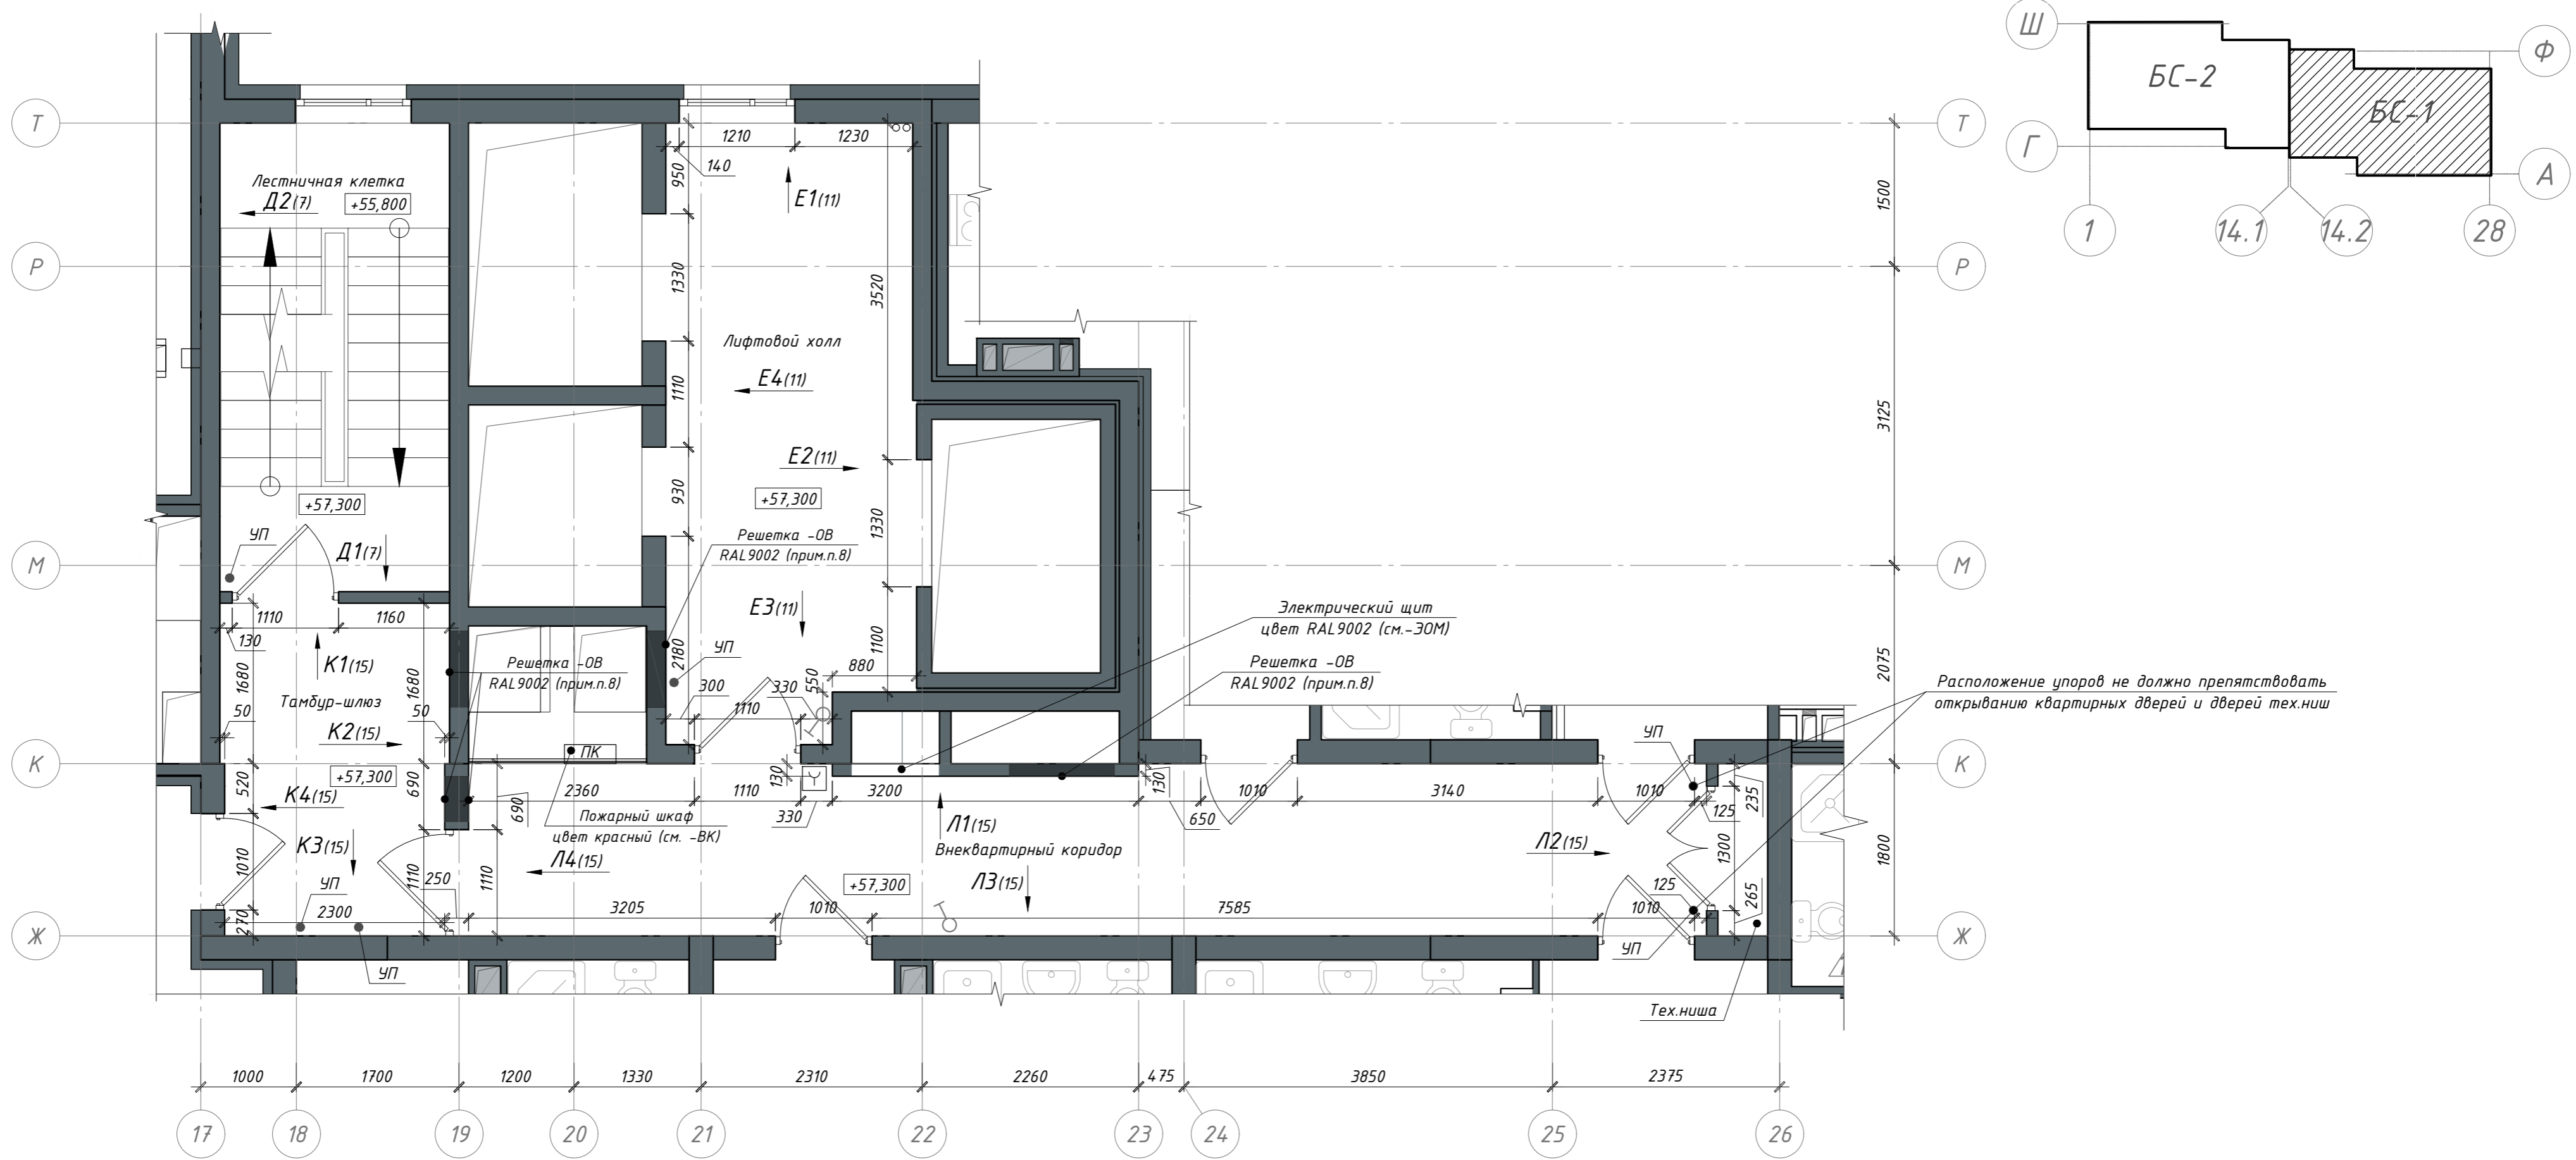 Ш
БС-2
БС-1
Ф
Г
А
1
14.1
14.2
28
Т
1210
1230
Т
140
950
Лестничная клетка
Д2(7)
+55,800
Е1(11)
1500
Р
1330
3520
Р
Лифтовой холл
1110
Е4(11)
3125
Е2(11)
930
+57,300
1330
+57,300
УП
Д1(7)
Решетка -ОВ
RAL9002 (прим.п.8)
М
М
1110
1160
130
Е3(11)
1100
Электрический щит
цвет RAL9002 (см.-ЭОМ)
2075
К1(15)
1680
1680
Решетка -ОВ
RAL9002 (прим.п.8)
2180
УП
880
550
Решетка -ОВ
RAL9002 (прим.п.8)
Расположение упоров не должно препятствовать
открыванию квартирных дверей и дверей тех.ниш
Тамбур-шлюз
50
50
300
330
1110
К2(15)
ПК
УП
К
К
+57,300
520
690
130
130
235
К4(15)
690
2360
1110
3200
1010
3140
1010
125
Пожарный шкаф
цвет красный (см. -ВК)
330
650
Л1(15)
К3(15)
Л4(15)
Внеквартирный коридор
Л2(15)
1300
1800
1010
1110
250
1110
+57,300
Л3(15)
УП
125
265
2300
3205
1010
7585
1010
270
Ж
Ж
УП
УП
Тех.ниша
1000
1700
1200
1330
2310
2260
475
3850
2375
17
18
19
20
21
22
23
24
25
26